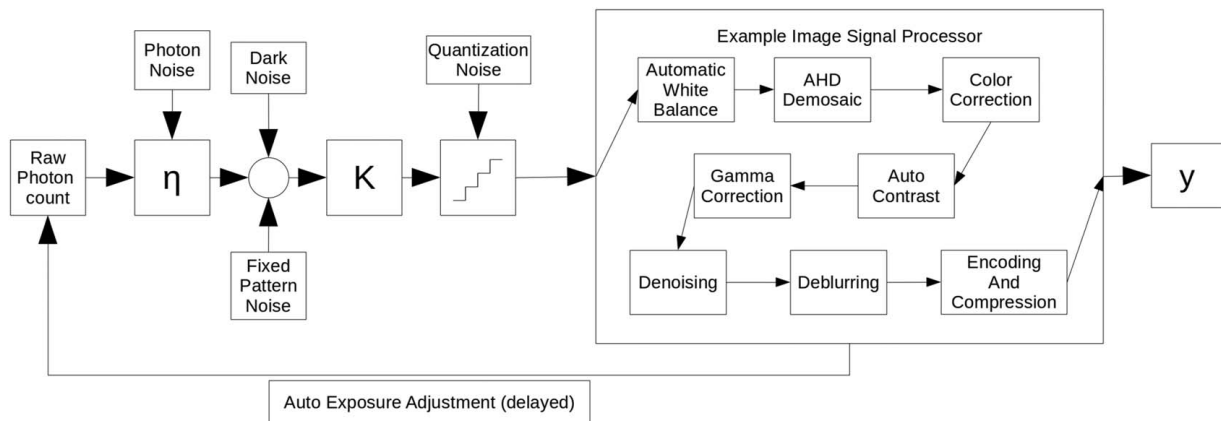 Example Image Signal Processor
Photon
Noise
Dark
Noise
Quantization
Noise
Automatic
White
Balance
AHD
Demosaic
Color
Correction
Raw
Photon
count
η
K
Gamma
Correction
Auto
Contrast
y
Fixed
Pattern
Noise
Denoising
Deblurring
Encoding
And
Compression
Auto Exposure Adjustment (delayed)